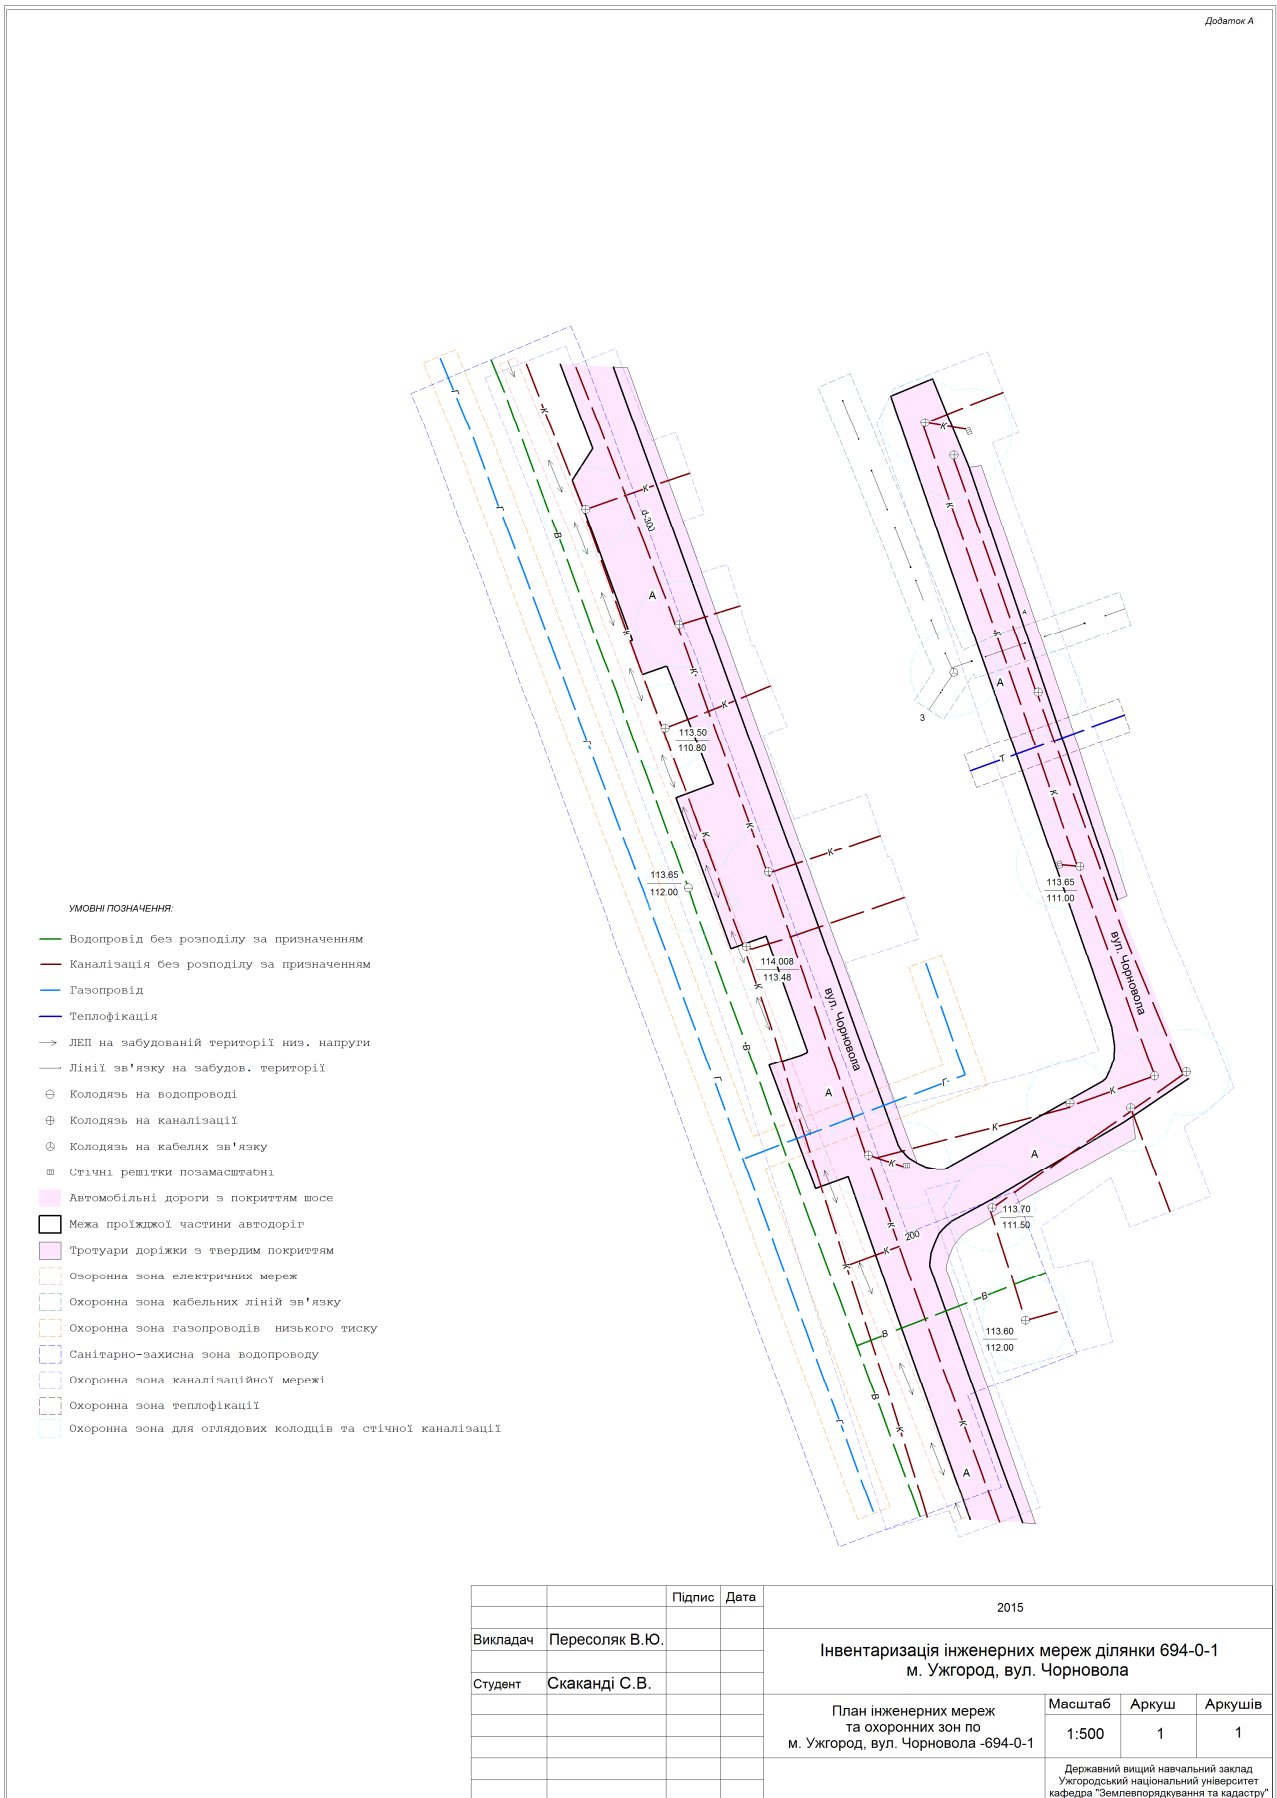 Додаток А
К
Г
К
К
К
Г
d-300
К
В
А
А
К
К
А
К
К
3
113.50
110.80
Г
Т
К
К
К
К
113.65
112.00
113.65
111.00
вул. Чорновола
УМОВНІ ПОЗНАЧЕННЯ:
Водопровід без розподілу за призначенням
Каналізація без розподілу за призначенням
Газопровід
Теплофікація
ЛЕП на забудованій території низ. напруги
Лінії зв'язку на забудов. території
Колодязь на водопроводі
Колодязь на каналізації
Колодязь на кабелях зв'язку
Стічні решітки позамасштабні
Автомобільні дороги з покриттям шосе
Межа проїжджої частини автодоріг
Тротуари доріжки з твердим покриттям
Озоронна зона електричних мереж
Охоронна зона кабельних ліній зв'язку
Охоронна зона газопроводів низького тиску
Санітарно-захисна зона водопроводу
Охоронна зона каналізаційної мережі
Охоронна зона теплофікації
Охоронна зона для оглядових колодців та стічної каналізації
114.008
113.48
К
вул. Чорновола
В
Г
Г
А
К
К
К
А
113.70
111.50
К
200
К
К
В
В
113.60
112.00
В
Г
К
К
А
Підпис Дата
2015
Викладач Пересоляк В.Ю.
Інвентаризація інженерних мереж ділянки 694-0-1
м. Ужгород, вул. Чорновола
Студент Скаканді С.В.
План інженерних мереж
та охоронних зон по
м. Ужгород, вул. Чорновола -694-0-1
Масштаб Аркуш Аркушів
1:500 1 1
Державний вищий навчальний заклад
Ужгородський національний університет
кафедра "Землевпорядкування та кадастру"